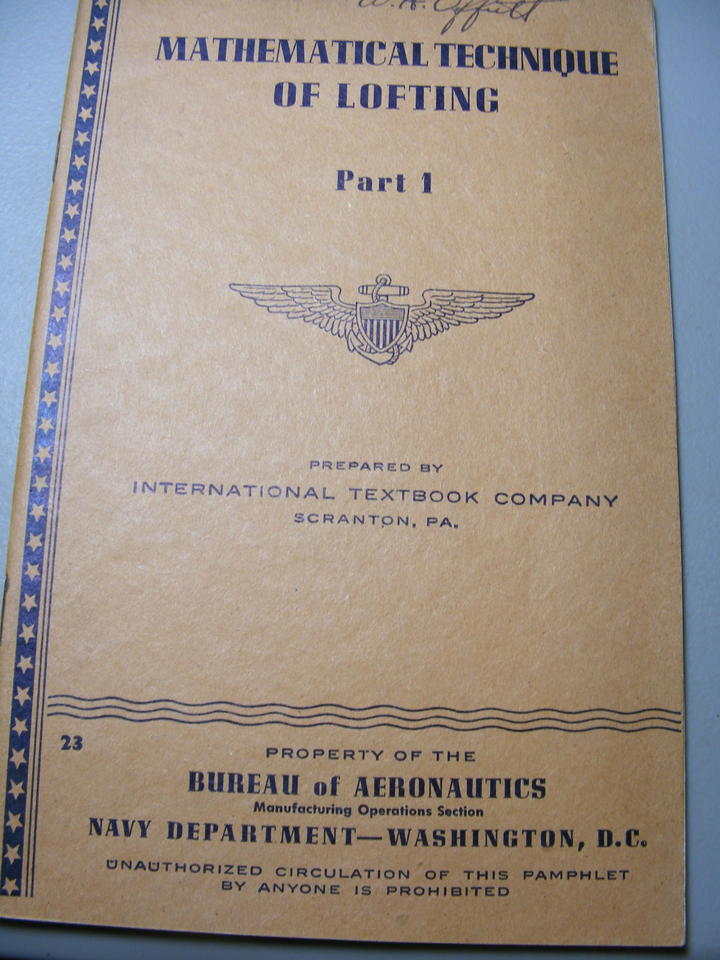 W. H. Offutt
MATHEMATICAL TECHNIQUE
OF LOFTING
Part 1
PREPARED BY
INTERNATIONAL TEXTBOOK COMPANY
SCRANTON, PA.
23
PROPERTY OF THE
BUREAU of AERONAUTICS
Manufacturing Operations Section
NAVY DEPARTMENT—WASHINGTON, D.C.
UNAUTHORIZED CIRCULATION OF THIS PAMPHLET
BY ANYONE IS PROHIBITED